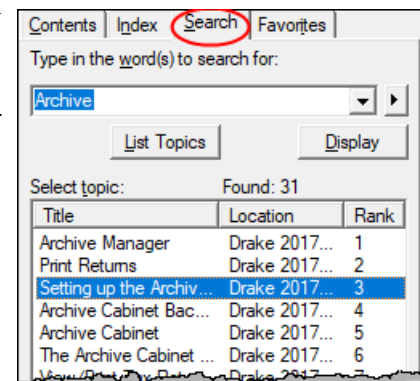 Contents Index Search Favorites
Type in the word(s) to search for:
Archive
List Topics Display
Select topic: Found: 31
Title Location Rank
Archive Manager Drake 2017... 1
Print Returns Drake 2017... 2
Setting up the Archiv... Drake 2017... 3
Archive Cabinet Bac... Drake 2017... 4
Archive Cabinet Drake 2017... 5
The Archive Cabinet ... Drake 2017... 6